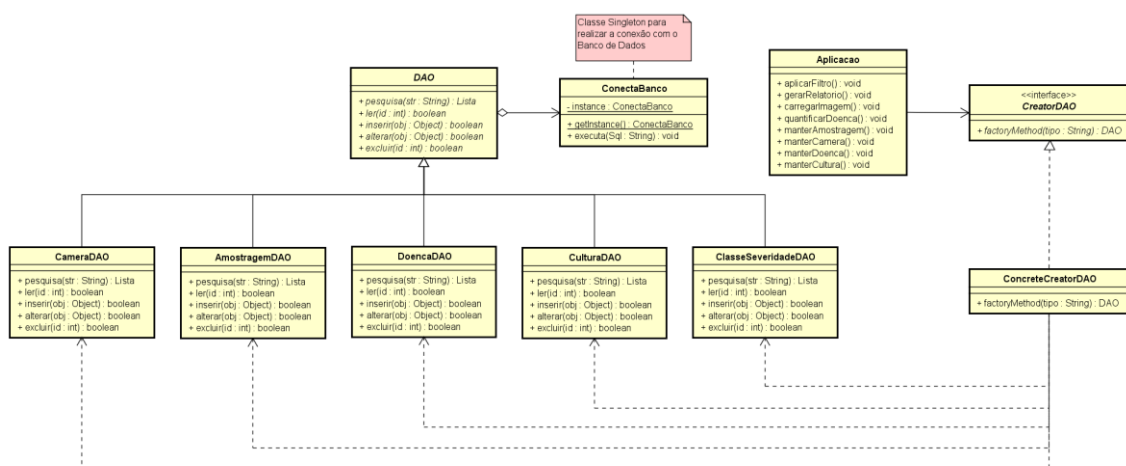 Classe Singleton para
realizar a conexão com o
Banco de Dados
DAO
+ pesquisa(str : String) : Lista
+ ler(id : int) : boolean
+ inserir(obj : Object) : boolean
+ alterar(obj : Object) : boolean
+ excluir(id : int) : boolean
ConectaBanco
- instance : ConectaBanco
+ getInstance() : ConectaBanco
+ executa(Sql : String) : void
Aplicacao
+ aplicarFiltro() : void
+ gerarRelatorio() : void
+ carregarImagem() : void
+ quantificarDoenca() : void
+ manterAmostragem() : void
+ manterCamera() : void
+ manterDoenca() : void
+ manterCultura() : void
<<interface>>
CreatorDAO
+ factoryMethod(tipo : String) : DAO
CameraDAO
+ pesquisa(str : String) : Lista
+ ler(id : int) : boolean
+ inserir(obj : Object) : boolean
+ alterar(obj : Object) : boolean
+ excluir(id : int) : boolean
AmostragemDAO
+ pesquisa(str : String) : Lista
+ ler(id : int) : boolean
+ inserir(obj : Object) : boolean
+ alterar(obj : Object) : boolean
+ excluir(id : int) : boolean
DoencaDAO
+ pesquisa(str : String) : Lista
+ ler(id : int) : boolean
+ inserir(obj : Object) : boolean
+ alterar(obj : Object) : boolean
+ excluir(id : int) : boolean
CulturaDAO
+ pesquisa(str : String) : Lista
+ ler(id : int) : boolean
+ inserir(obj : Object) : boolean
+ alterar(obj : Object) : boolean
+ excluir(id : int) : boolean
ClasseSeveridadeDAO
+ pesquisa(str : String) : Lista
+ ler(id : int) : boolean
+ inserir(obj : Object) : boolean
+ alterar(obj : Object) : boolean
+ excluir(id : int) : boolean
ConcreteCreatorDAO
+ factoryMethod(tipo : String) : DAO